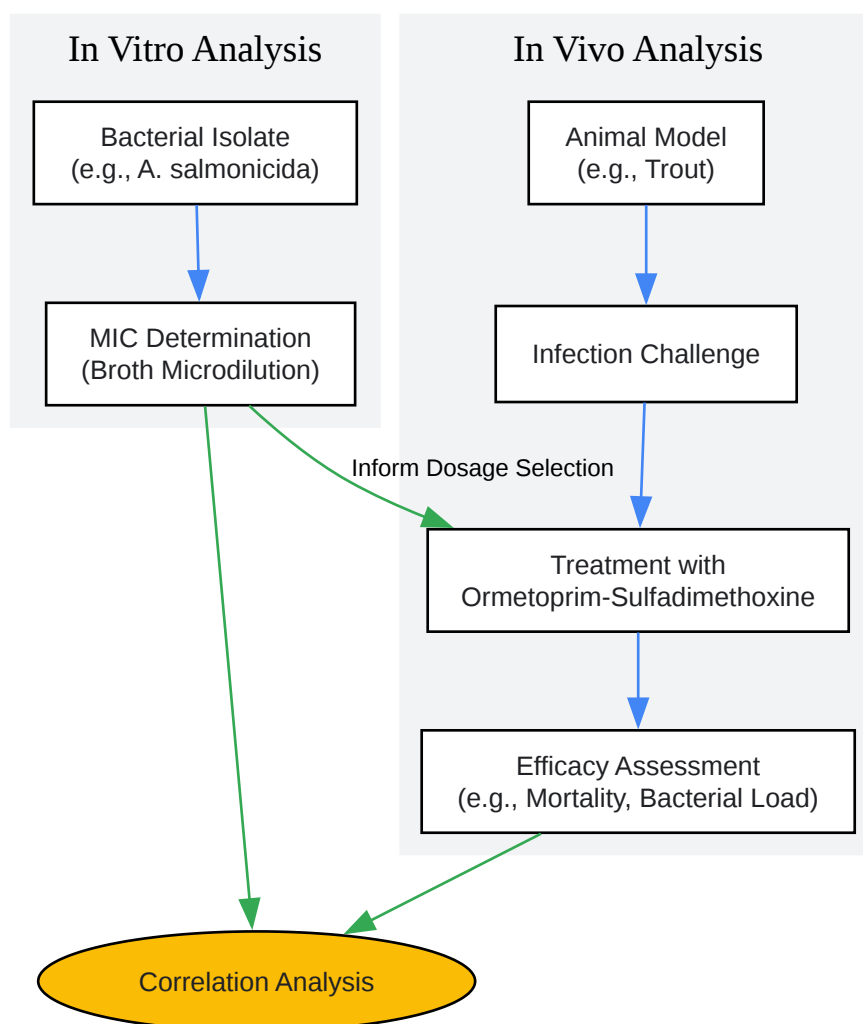 In Vitro Analysis
Bacterial Isolate
(e.g., A. salmonicida)
MIC Determination
(Broth Microdilution)
In Vivo Analysis
Animal Model
(e.g., Trout)
Infection Challenge
Inform Dosage Selection
Treatment with
Ormetoprim-Sulfadimethoxine
Efficacy Assessment
(e.g., Mortality, Bacterial Load)
Correlation Analysis